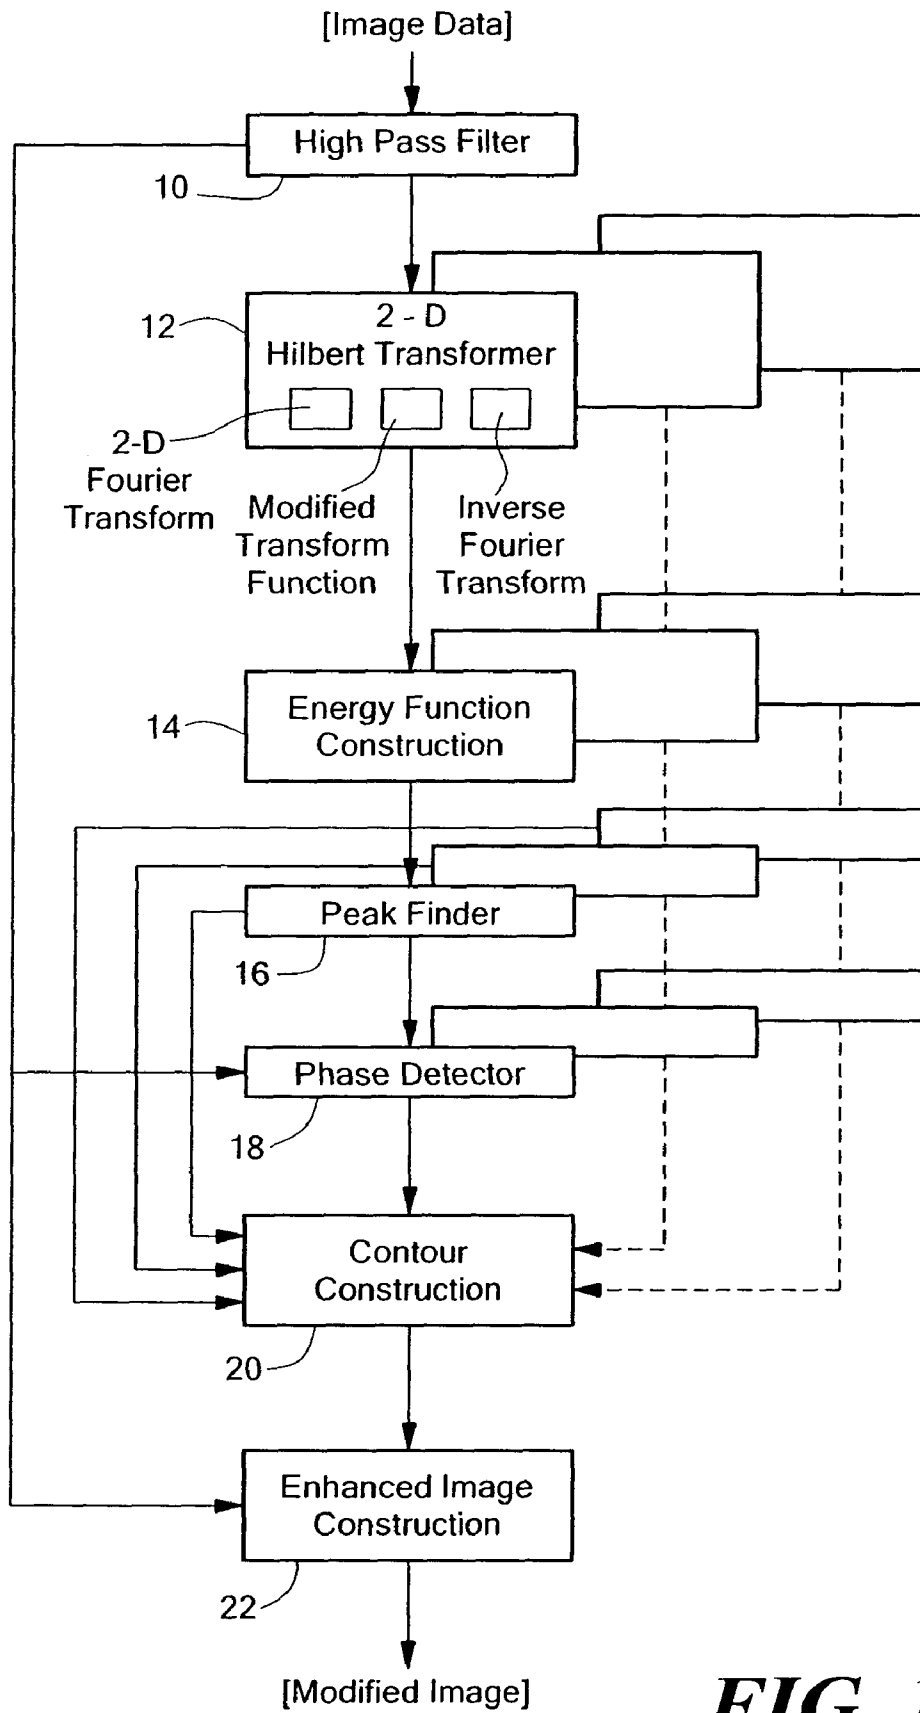 [Image Data]
High Pass Filter
10
12
2 - D
Hilbert Transformer
2-D
Fourier
Transform
Modified
Transform
Function
Inverse
Fourier
Transform
14
Energy Function
Construction
Peak Finder
16
Phase Detector
18
Contour
Construction
20
Enhanced Image
Construction
22
[Modified Image]
FIG.